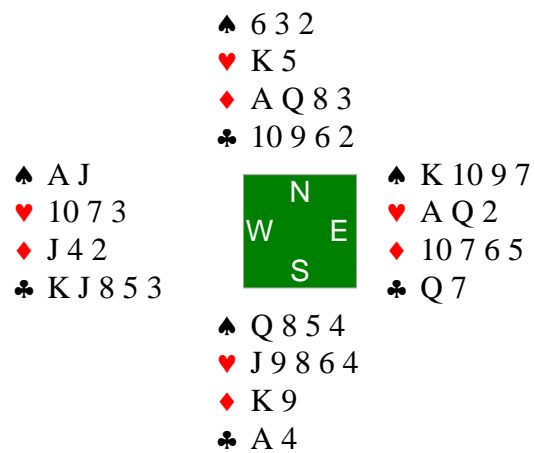 ♠ 6 3 2
♥ K 5
♦ A Q 8 3
♣ 10 9 6 2
♠ A J
♥ 10 7 3
♦ J 4 2
♣ K J 8 5 3
N
W E
S
♠ K 10 9 7
♥ A Q 2
♦ 10 7 6 5
♣ Q 7
♠ Q 8 5 4
♥ J 9 8 6 4
♦ K 9
♣ A 4